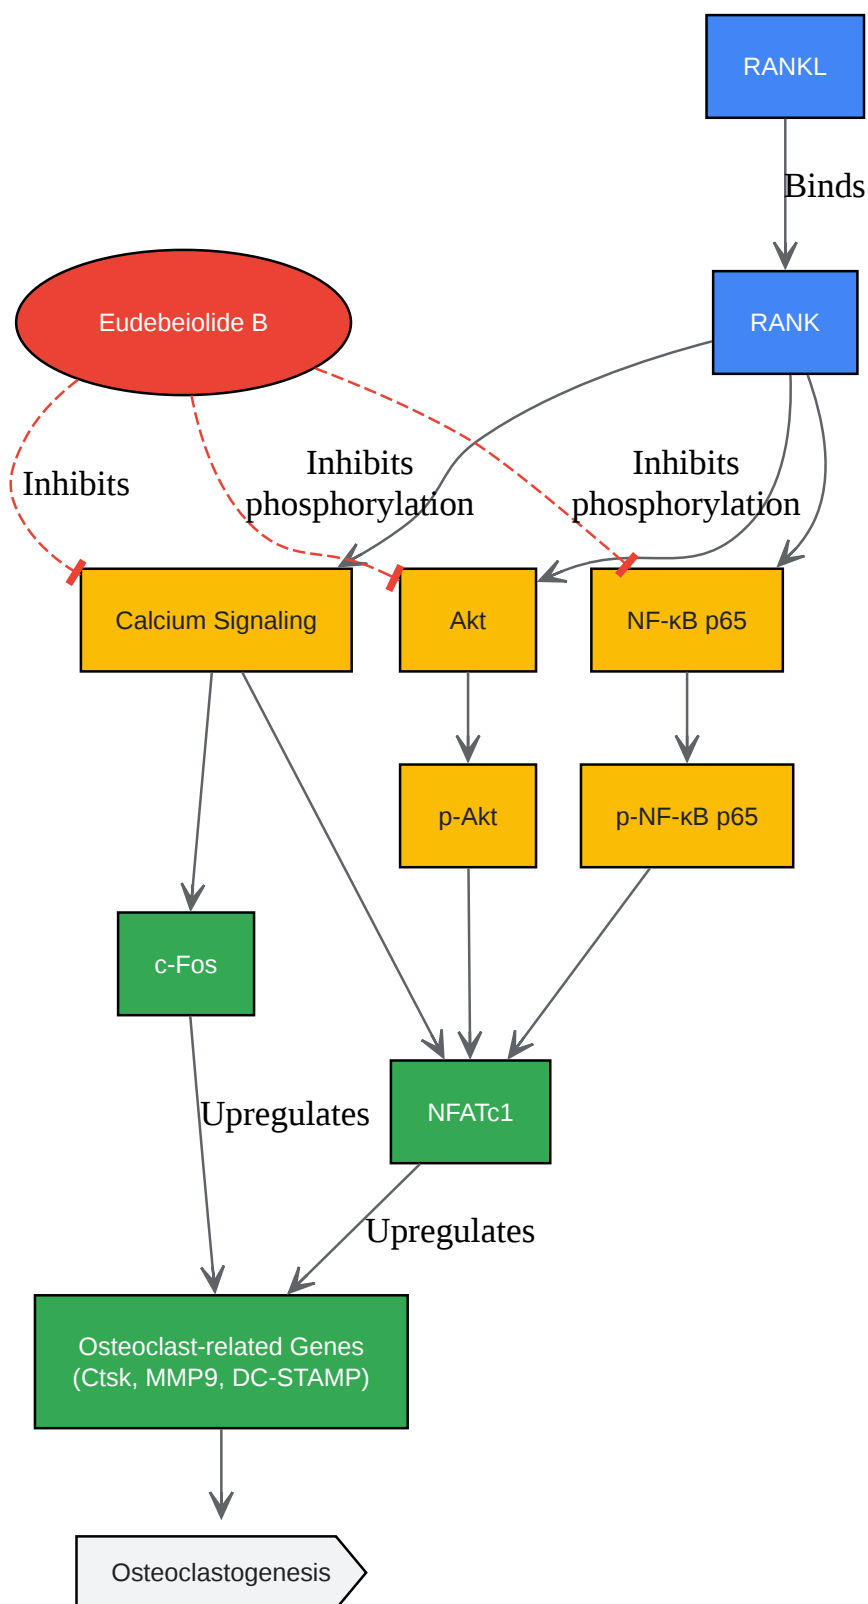 RANKL
Binds
Eudebeiolide B
RANK
Inhibits
Inhibits
phosphorylation
Inhibits
phosphorylation
Calcium Signaling
Akt
NF-κB p65
p-Akt
p-NF-κB p65
c-Fos
NFATc1
Upregulates
Upregulates
Osteoclast-related Genes
(Ctsk, MMP9, DC-STAMP)
Osteoclastogenesis